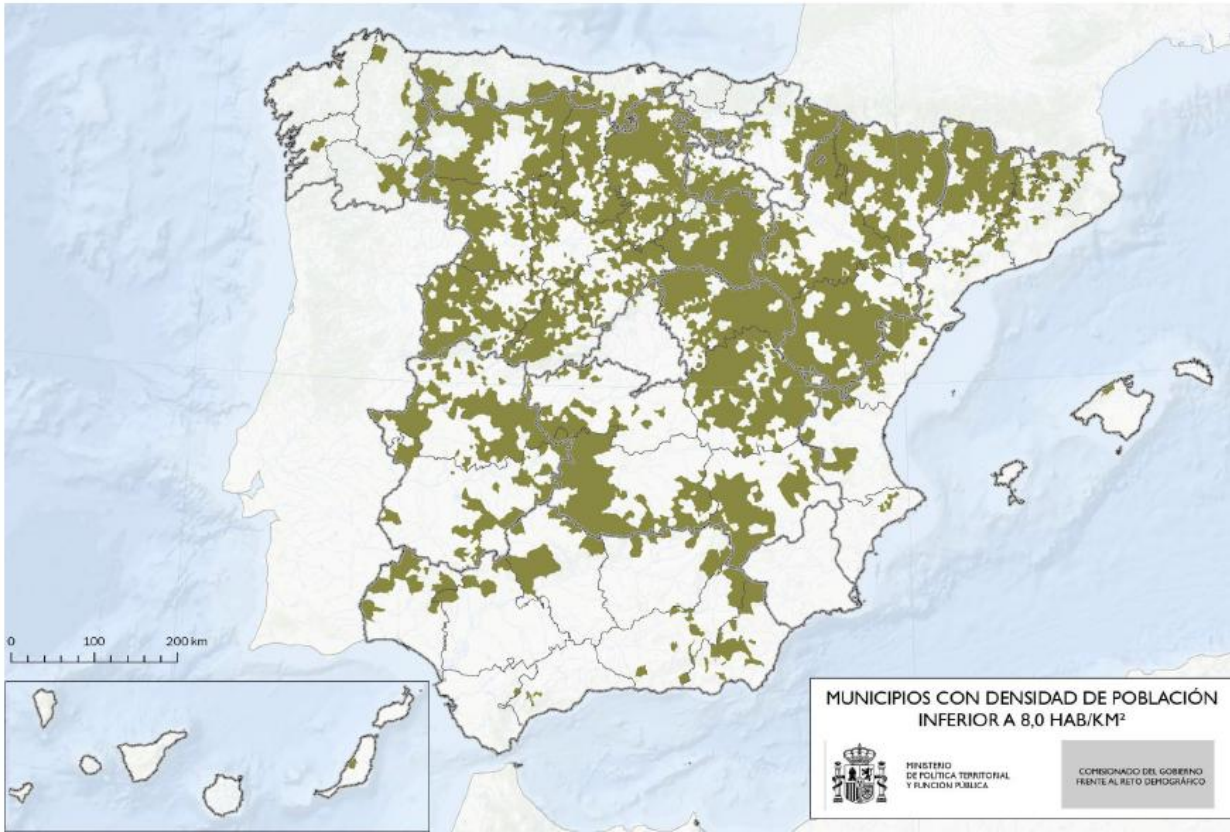 0 100 200 km
MUNICIPIOS CON DENSIDAD DE POBLACIÓN
INFERIOR A 8,0 HAB/KM²
MINISTERIO
DE POLÍTICA TERRITORIAL
Y FUNCIÓN PÚBLICA
COMISIONADO DEL GOBIERNO
FRENTE AL RETO DEMOGRÁFICO